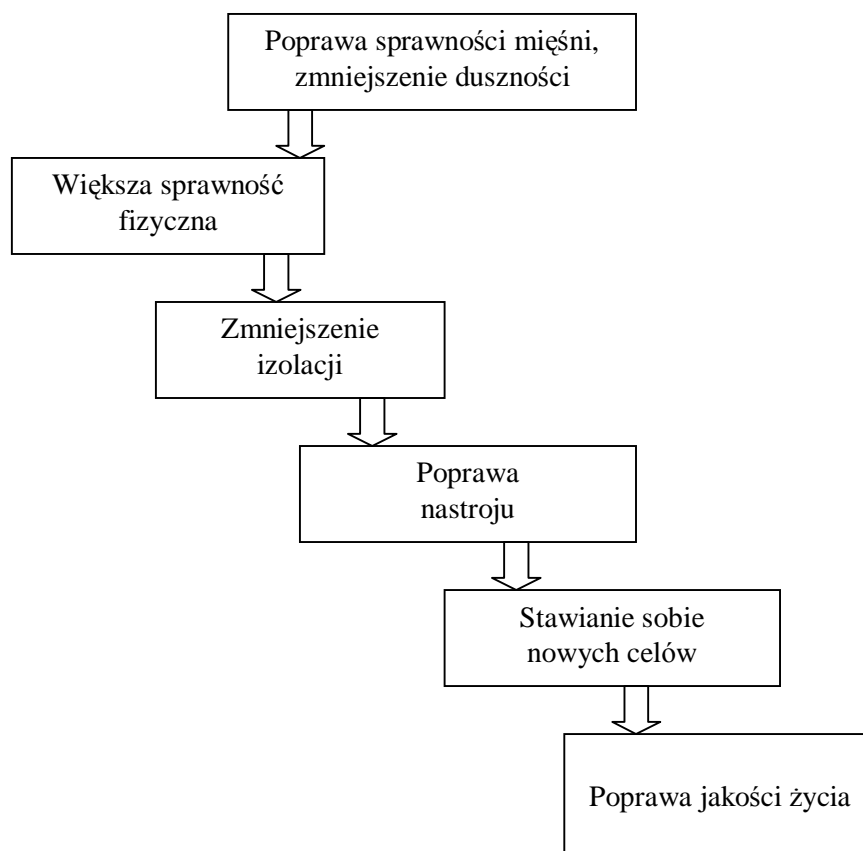 Poprawa sprawności mięśni,
zmniejszenie duszności
Większa sprawność
fizyczna
Zmniejszenie
izolacji
Poprawa
nastroju
Stawianie sobie
nowych celów
Poprawa jakości życia